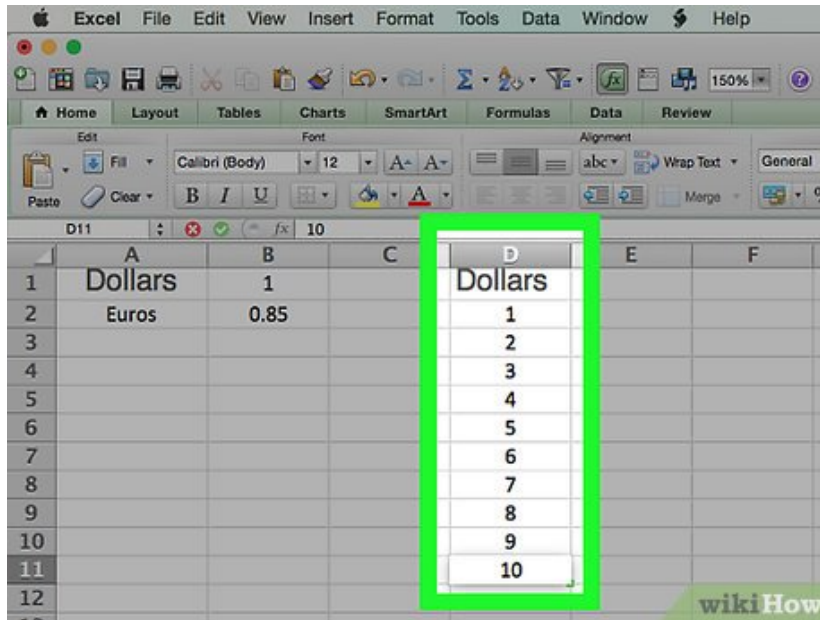 Excel File Edit View Insert Format Tools Data Window Help
150%
Home Layout Tables Charts SmartArt Formulas Data Review
Edit Font Alignment
Fill Calibri (Body) 12 A A abc Wrap Text General
Paste Clear B I U A Merge
D11 fx 10
A B C D E F
1 Dollars 1 Dollars
2 Euros 0.85 1
3 2
4 3
5 4
6 5
7 6
8 7
9 8
10 9
11 10
12
wikiHow